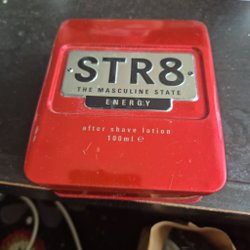 STR8
THE MASCULINE STATE
ENERGY
after shave lotion
100ml ℮